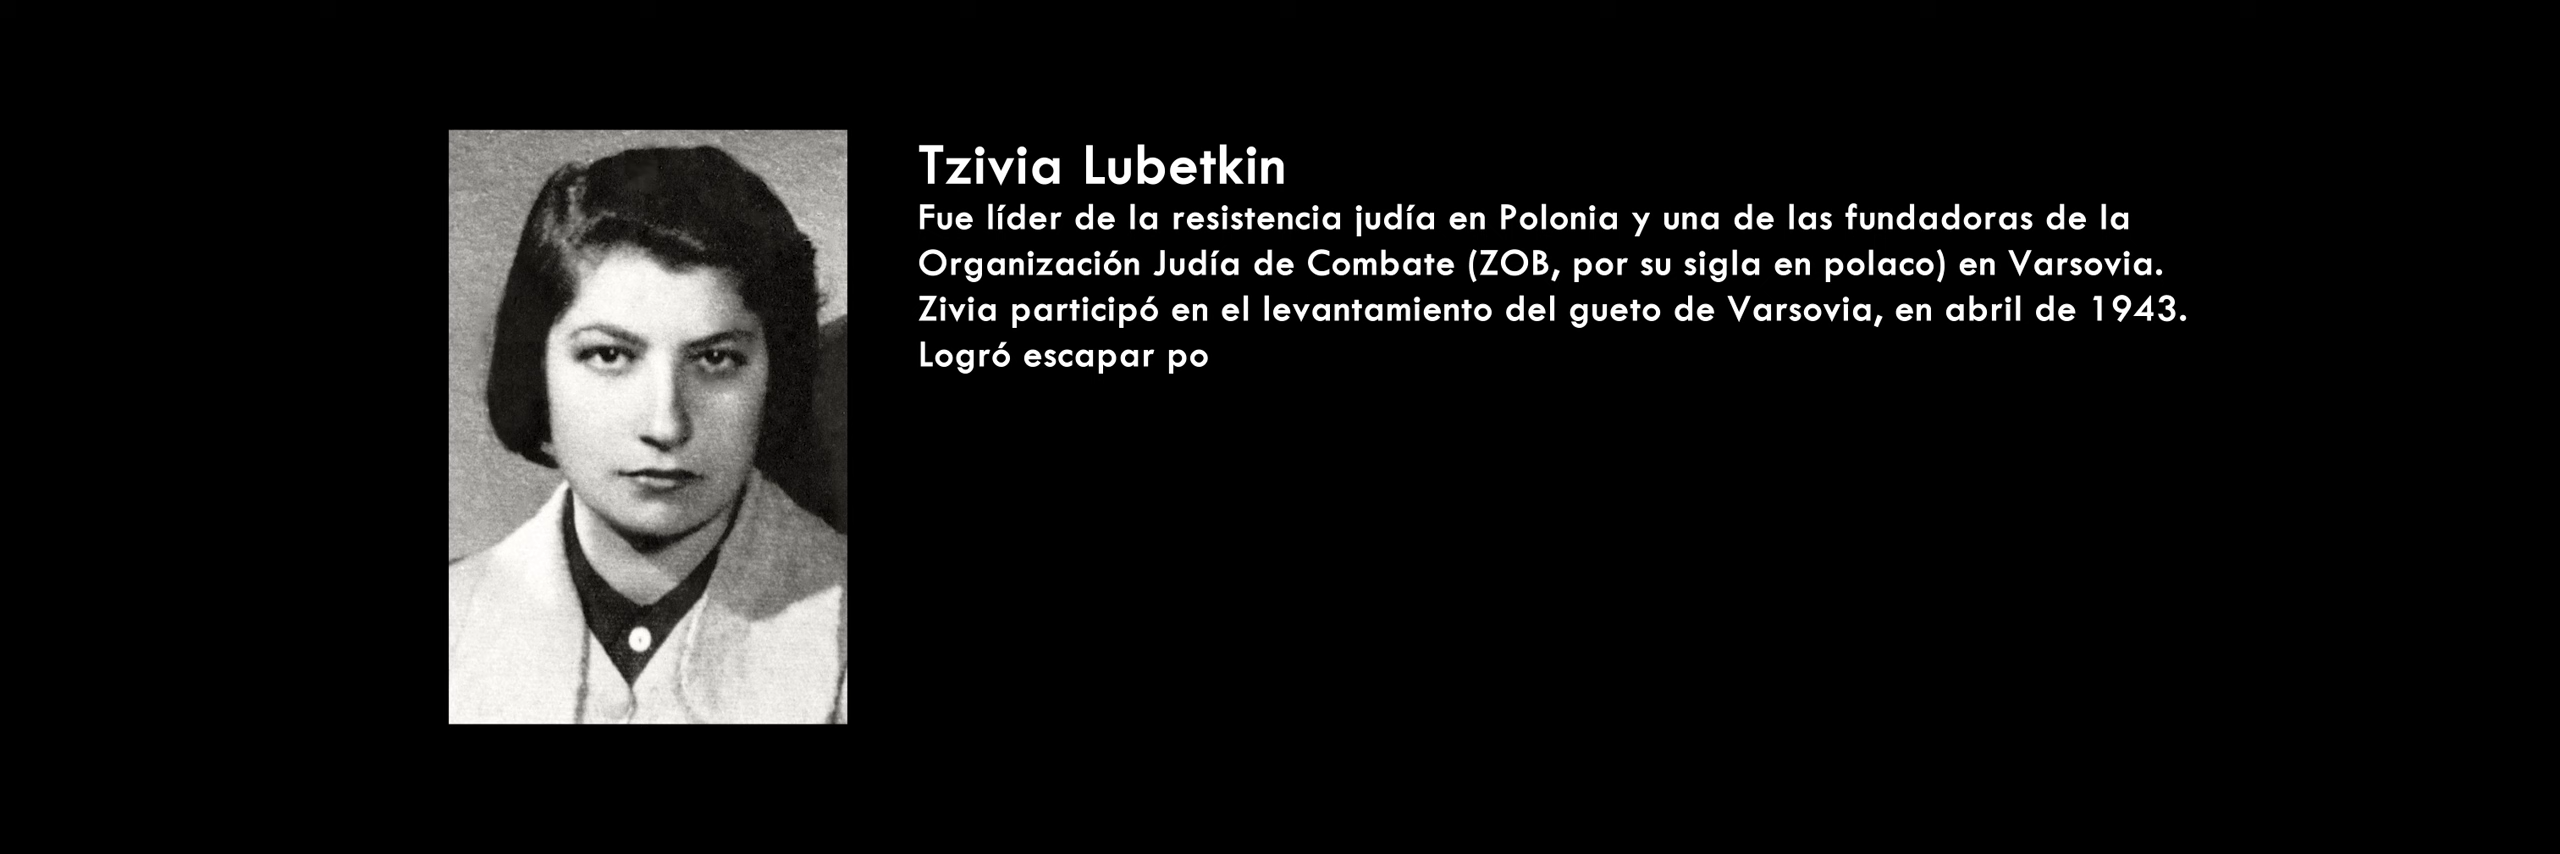 Tzivia Lubetkin
Fue líder de la resistencia judía en Polonia y una de las fundadoras de la
Organización Judía de Combate (ZOB, por su sigla en polaco) en Varsovia.
Zivia participó en el levantamiento del gueto de Varsovia, en abril de 1943.
Logró escapar po